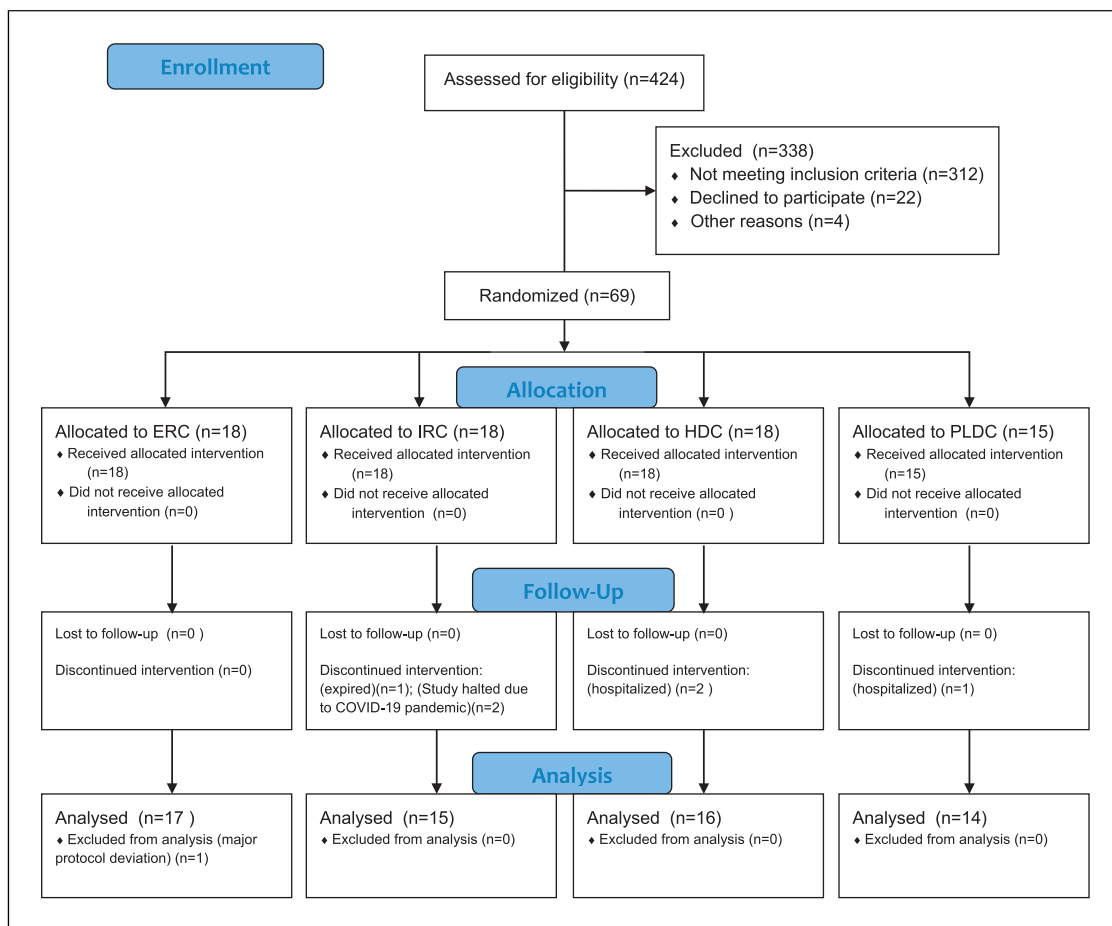 Enrollment
Assessed for eligibility (n=424)
Excluded (n=338)
♦ Not meeting inclusion criteria (n=312)
♦ Declined to participate (n=22)
♦ Other reasons (n=4)
Randomized (n=69)
Allocation
Allocated to ERC (n=18)
♦ Received allocated intervention
(n=18)
♦ Did not receive allocated
intervention (n=0)
Allocated to IRC (n=18)
♦ Received allocated intervention
(n=18)
♦ Did not receive allocated
intervention (n=0)
Allocated to HDC (n=18)
♦ Received allocated intervention
(n=18)
♦ Did not receive allocated
intervention (n=0 )
Allocated to PLDC (n=15)
♦ Received allocated intervention
(n=15)
♦ Did not receive allocated
intervention (n=0)
Follow-Up
Lost to follow-up (n=0 )
Discontinued intervention (n=0)
Lost to follow-up (n=0)
Discontinued intervention:
(expired)(n=1); (Study halted due
to COVID-19 pandemic)(n=2)
Lost to follow-up (n=0)
Discontinued intervention:
(hospitalized) (n=2 )
Lost to follow-up (n= 0)
Discontinued intervention:
(hospitalized) (n=1)
Analysis
Analysed (n=17 )
♦ Excluded from analysis (major
protocol deviation) (n=1)
Analysed (n=15)
♦ Excluded from analysis (n=0)
Analysed (n=16)
♦ Excluded from analysis (n=0)
Analysed (n=14)
♦ Excluded from analysis (n=0)